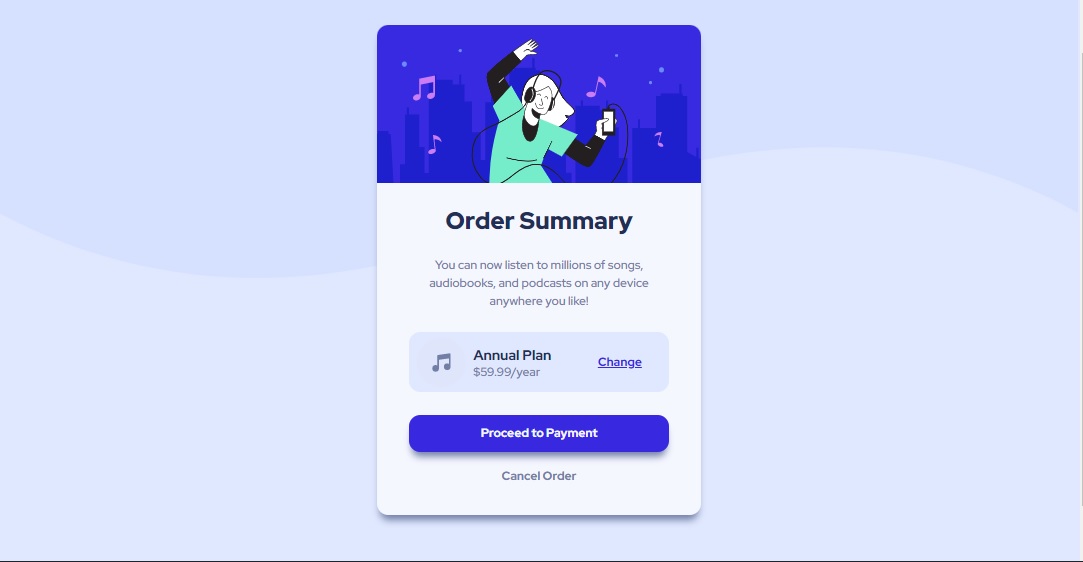 Order Summary
You can now listen to millions of songs,
audiobooks, and podcasts on any device
anywhere you like!
Annual Plan
$59.99/year
Change
Proceed to Payment
Cancel Order